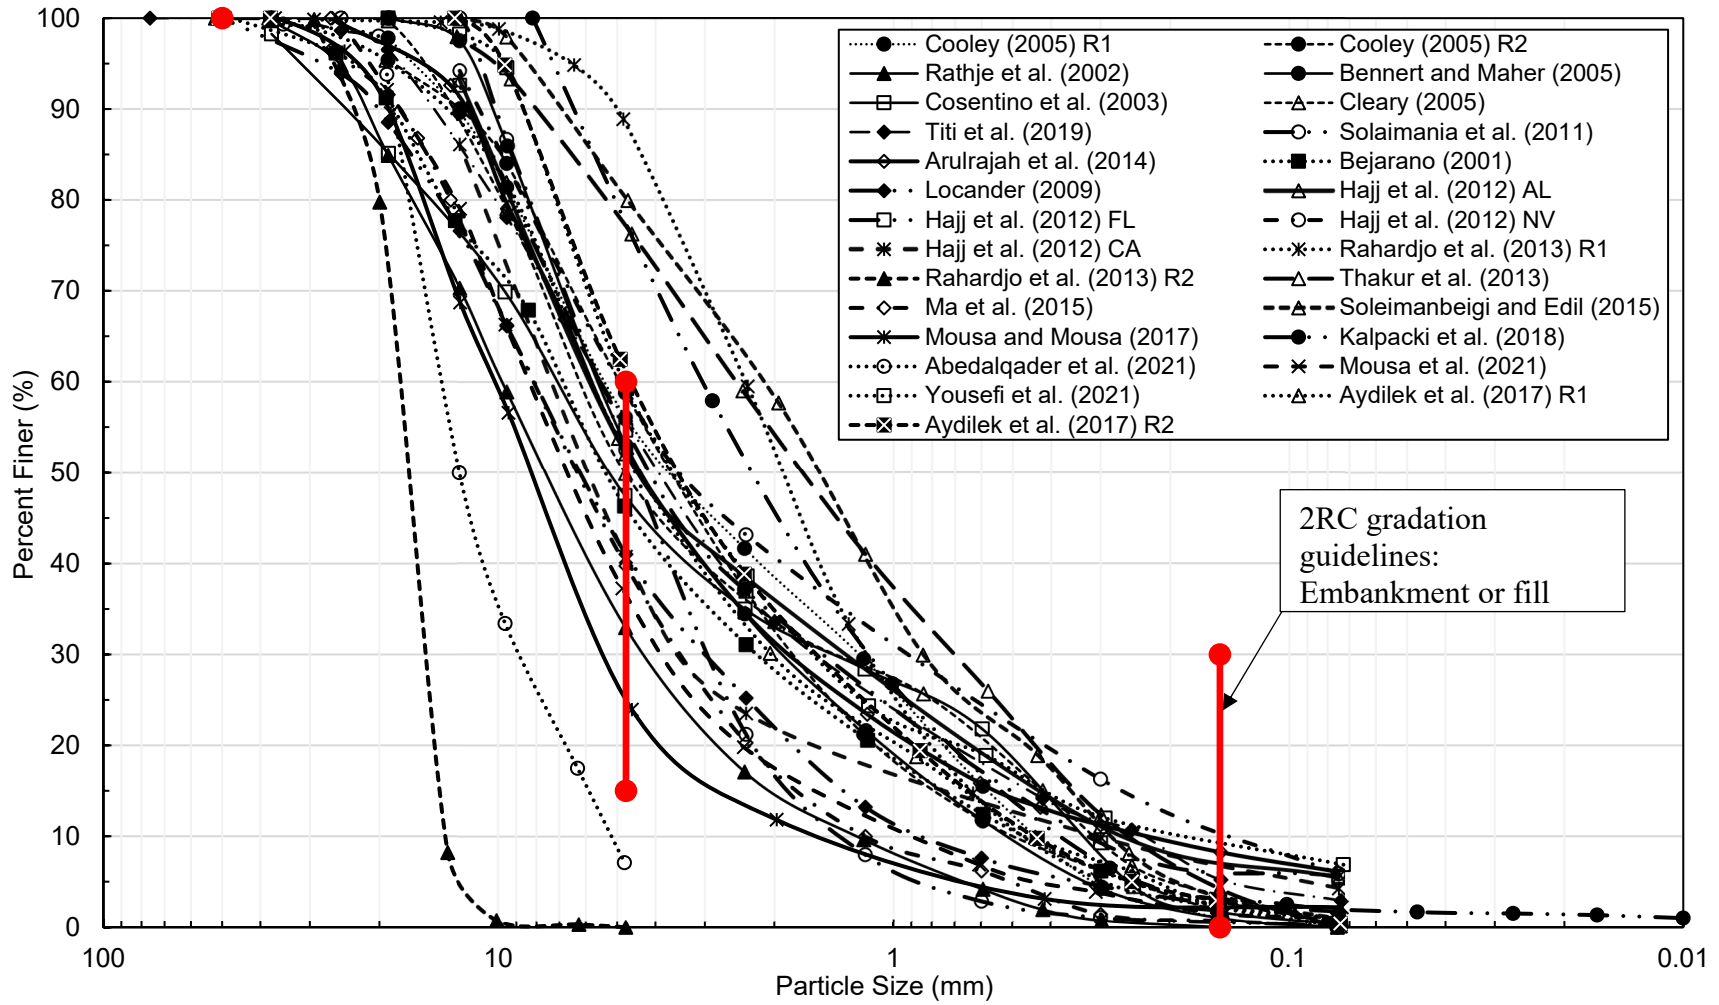 100
90
80
70
60
50
40
30
20
10
0
Percent Finer (%)
Cooley (2005) R1
Cooley (2005) R2
Rathje et al. (2002)
Bennert and Maher (2005)
Cosentino et al. (2003)
Cleary (2005)
Titi et al. (2019)
Solaimania et al. (2011)
Arulrajah et al. (2014)
Bejarano (2001)
Locander (2009)
Hajj et al. (2012) AL
Hajj et al. (2012) FL
Hajj et al. (2012) NV
Hajj et al. (2012) CA
Rahardjo et al. (2013) R1
Rahardjo et al. (2013) R2
Thakur et al. (2013)
Ma et al. (2015)
Soleimanbeigi and Edil (2015)
Mousa and Mousa (2017)
Kalpacki et al. (2018)
Abedalqader et al. (2021)
Mousa et al. (2021)
Yousefi et al. (2021)
Aydilek et al. (2017) R1
Aydilek et al. (2017) R2
2RC gradation
guidelines:
Embankment or fill
100
10
1
0.1
0.01
Particle Size (mm)